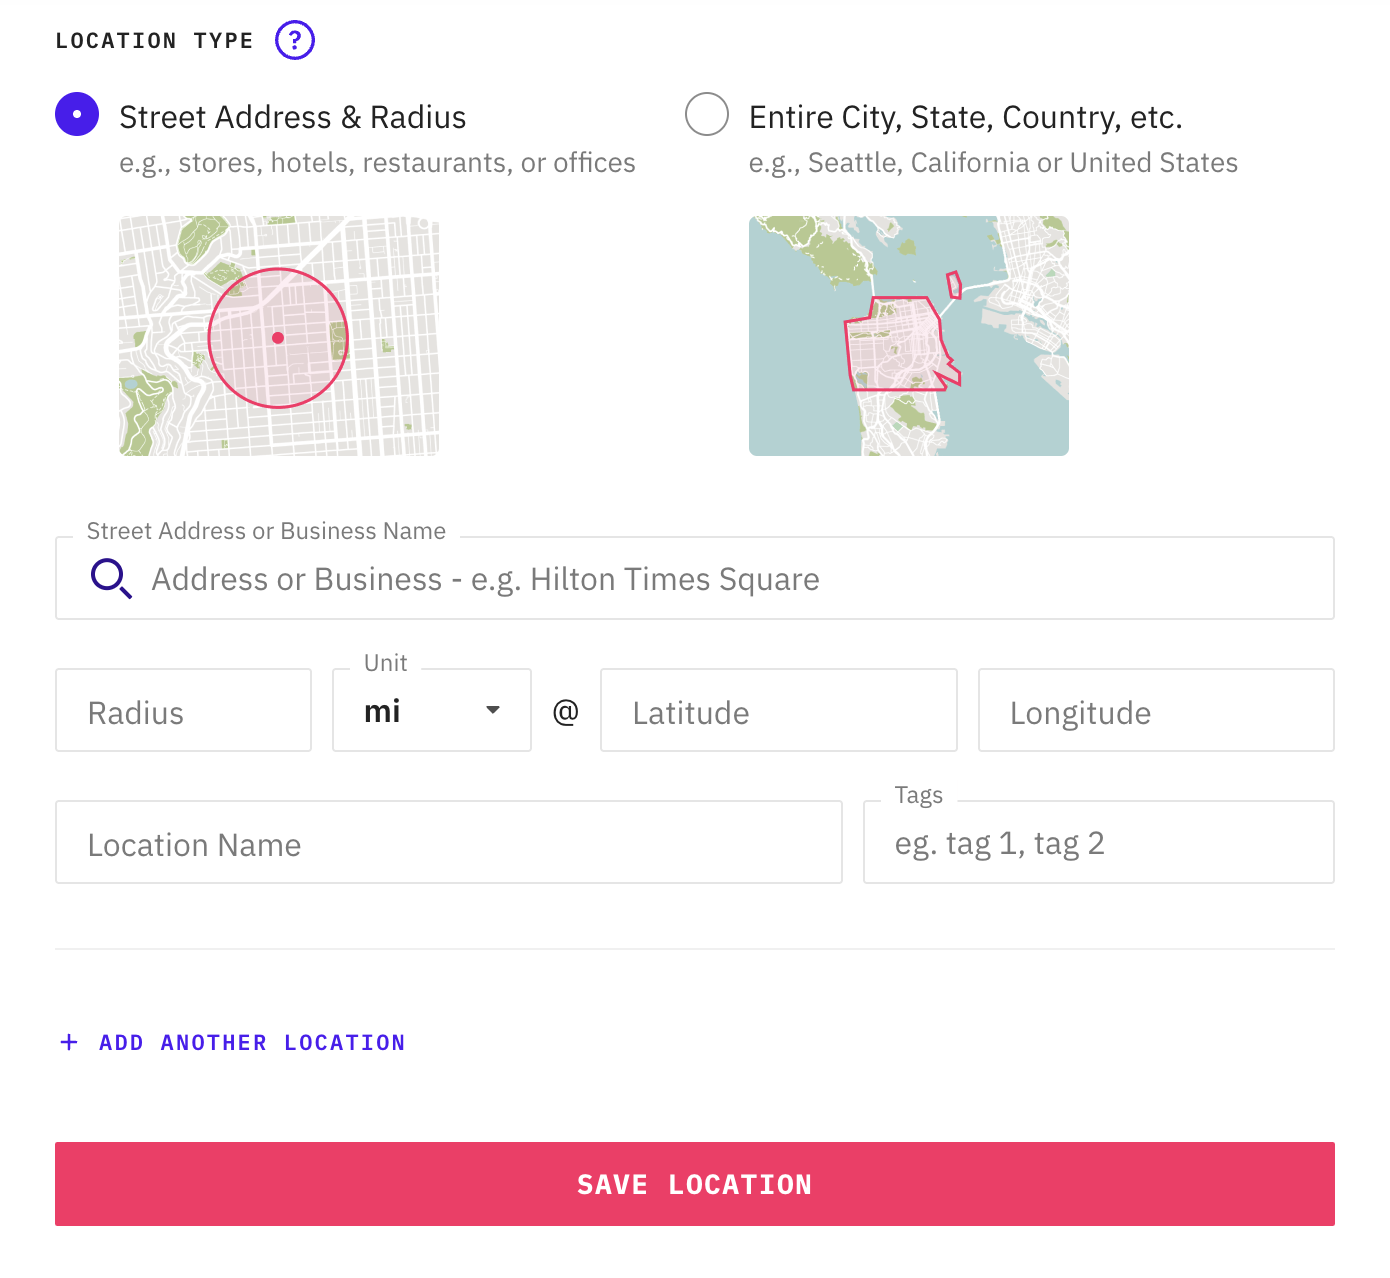 LOCATION TYPE ?
Street Address & Radius
e.g., stores, hotels, restaurants, or offices
Entire City, State, Country, etc.
e.g., Seattle, California or United States
Street Address or Business Name
Address or Business - e.g. Hilton Times Square
Radius
Unit
mi
@
Latitude
Longitude
Location Name
Tags
eg. tag 1, tag 2
+ ADD ANOTHER LOCATION
SAVE LOCATION